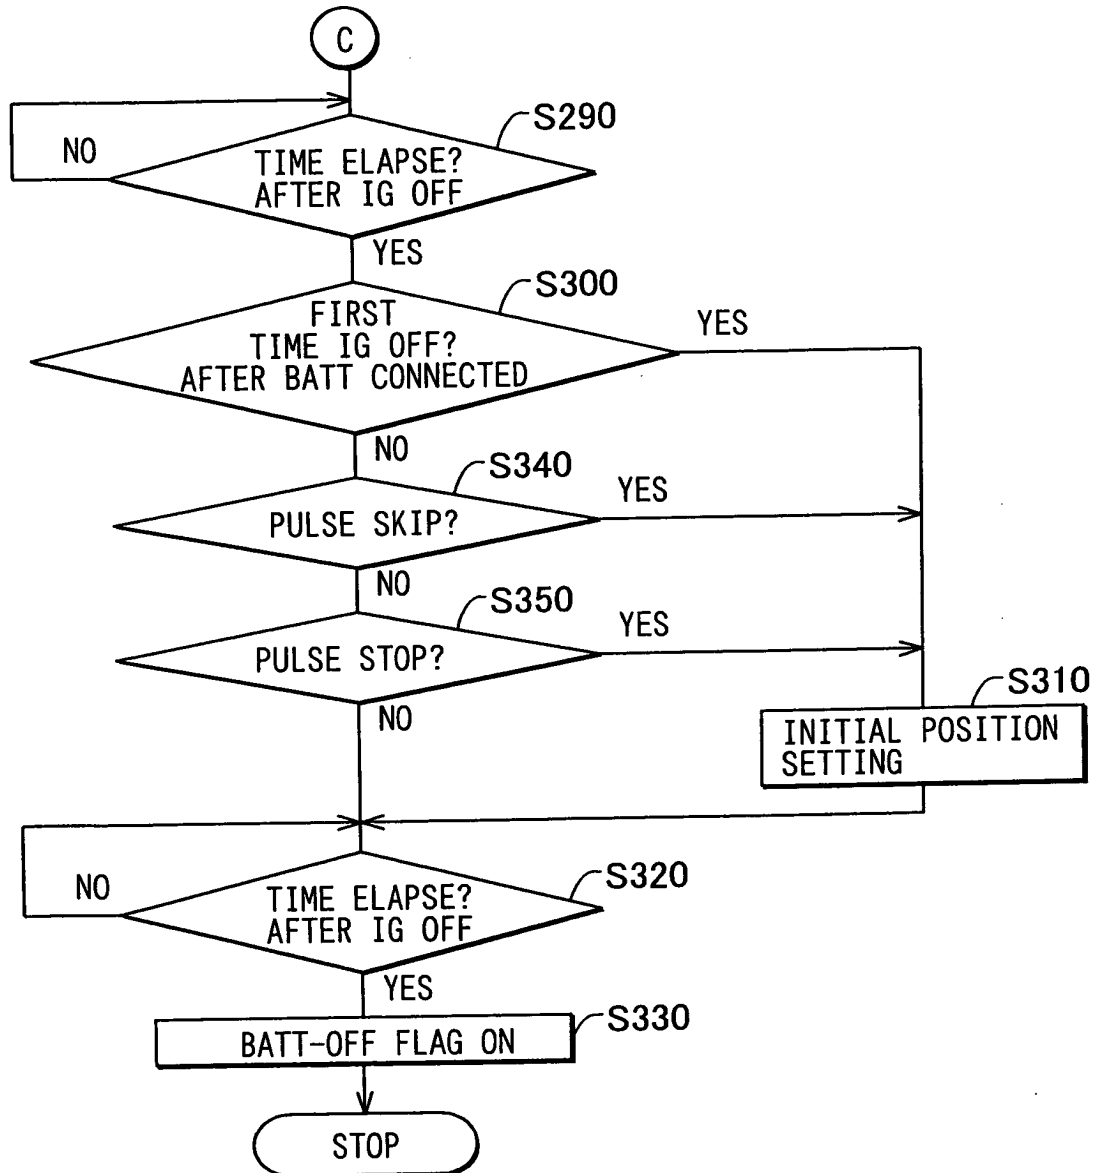 C
S290
NO
TIME ELAPSE?
AFTER IG OFF
YES
S300
FIRST
TIME IG OFF?
AFTER BATT CONNECTED
YES
NO
S340
PULSE SKIP?
YES
NO
S350
PULSE STOP?
YES
NO
S310
INITIAL POSITION
SETTING
NO
TIME ELAPSE?
AFTER IG OFF
S320
YES
BATT-OFF FLAG ON
S330
STOP